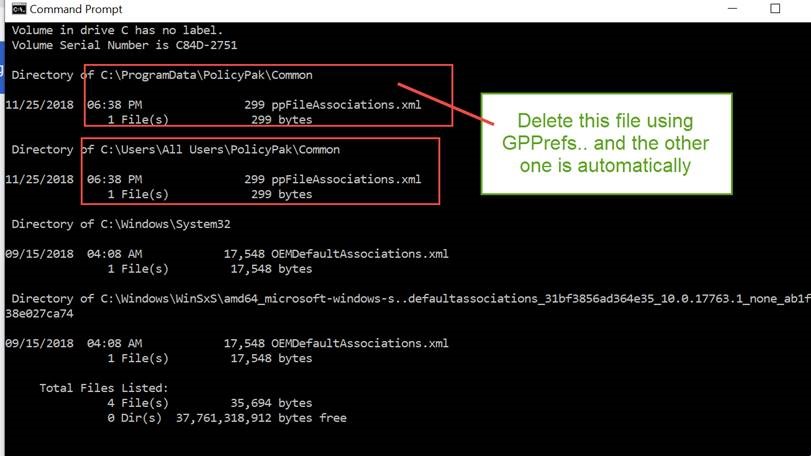 Command Prompt
Volume in drive C has no label.
Volume Serial Number is C84D-2751
Directory of C:\ProgramData\PolicyPak\Common
11/25/2018 06:38 PM 299 ppFileAssociations.xml
1 File(s) 299 bytes
Delete this file using
GPPrefs.. and the other
one is automatically
Directory of C:\Users\All Users\PolicyPak\Common
11/25/2018 06:38 PM 299 ppFileAssociations.xml
1 File(s) 299 bytes
Directory of C:\Windows\System32
09/15/2018 04:08 AM 17,548 OEMDefaultAssociations.xml
1 File(s) 17,548 bytes
Directory of C:\Windows\WinSxS\amd64_microsoft-windows-s..defaultassociations_31bf3856ad364e35_10.0.17763.1_none_ab1f
38e027ca74
09/15/2018 04:08 AM 17,548 OEMDefaultAssociations.xml
1 File(s) 17,548 bytes
Total Files Listed:
4 File(s) 35,694 bytes
0 Dir(s) 37,761,318,912 bytes free